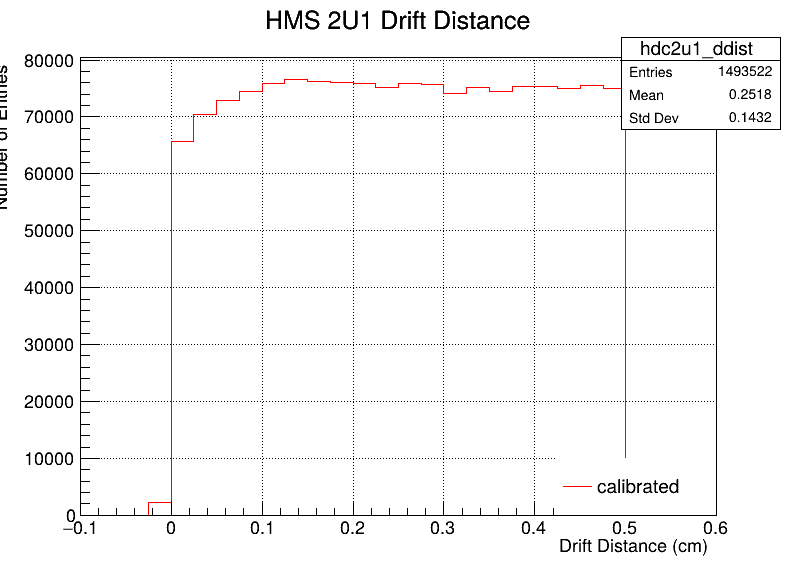 HMS 2U1 Drift Distance
hdc2u1_ddist
Entries 1493522
Mean 0.2518
Std Dev 0.1432
Number of Entries
80000
70000
60000
50000
40000
30000
20000
10000
0
calibrated
−0.1 0 0.1 0.2 0.3 0.4 0.5 0.6
Drift Distance (cm)